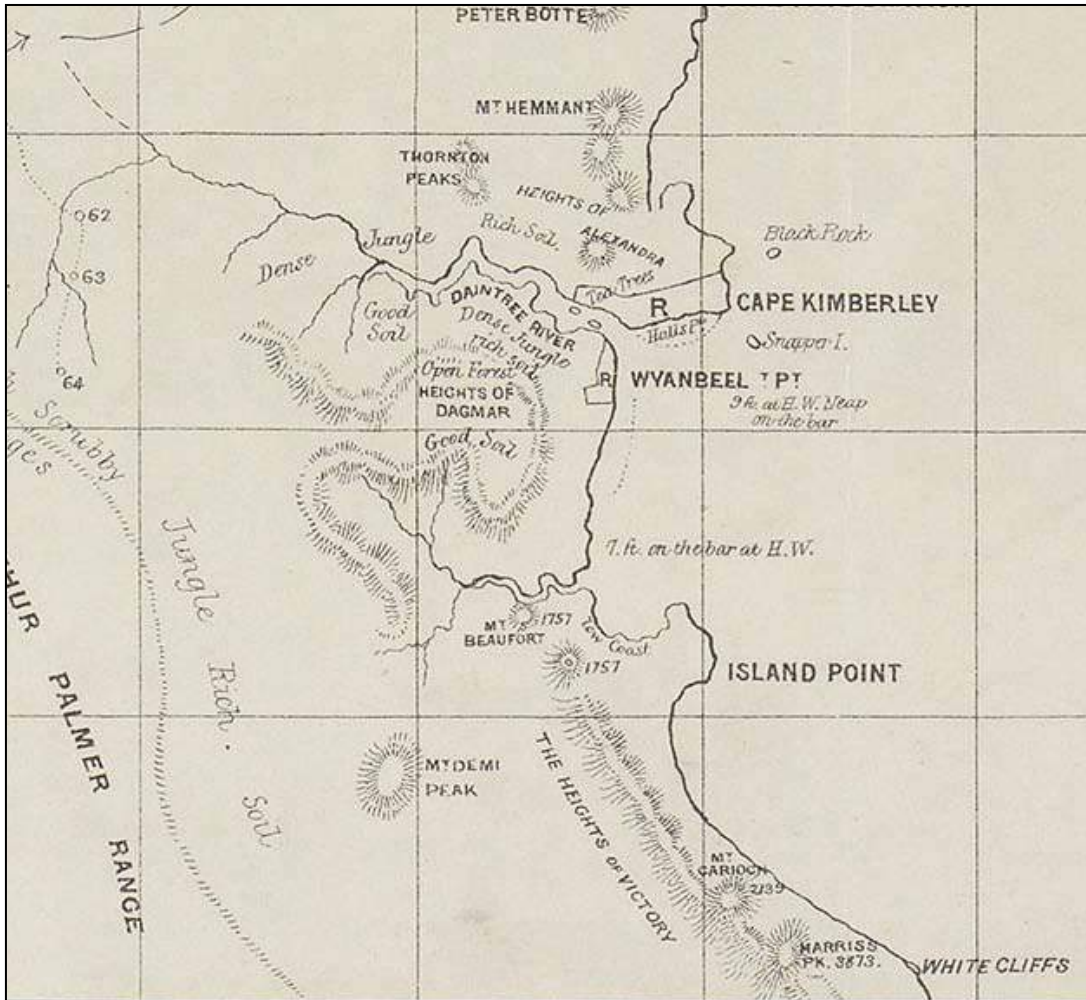 PETER BOTTE
MT HEMMANT
THORNTON
PEAKS
HEIGHTS OF
ALEXANDRA
62
Black Rock
Jungle
Rich Soil.
Dense
63
Tea Trees
R
CAPE KIMBERLEY
DAINTREE RIVER
Good
Soil
Dense Jungle
rich soil
Halls Pt
Snapper I.
64
Open Forest
R
WYANBEEL T PT
HEIGHTS OF
DAGMAR
9 ft. at H.W. Neap
on the bar
Scrubby
Good Soil
Jungle Rich. Soil
7. ft. on the bar at H.W.
MT
BEAUFORT
1757
Low Coast
1757
ISLAND POINT
PALMER
RANGE
MT DEMI
PEAK
THE HEIGHTS OF VICTORY
MT
CARIOCH
2139
HARRISS
PK. 3873.
WHITE CLIFFS